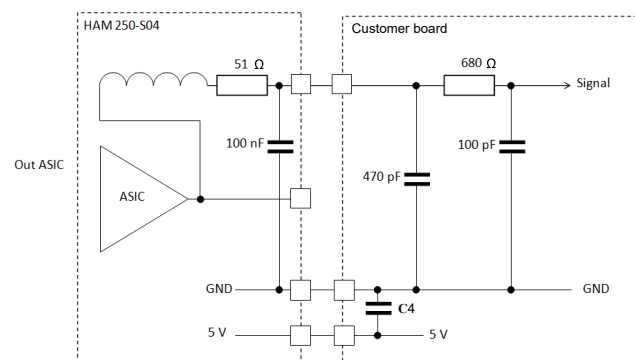 HAM 250-S04
Customer board
51 Ω
680 Ω
Signal
100 nF
100 pF
Out ASIC
470 pF
ASIC
GND
GND
C4
5 V
5 V